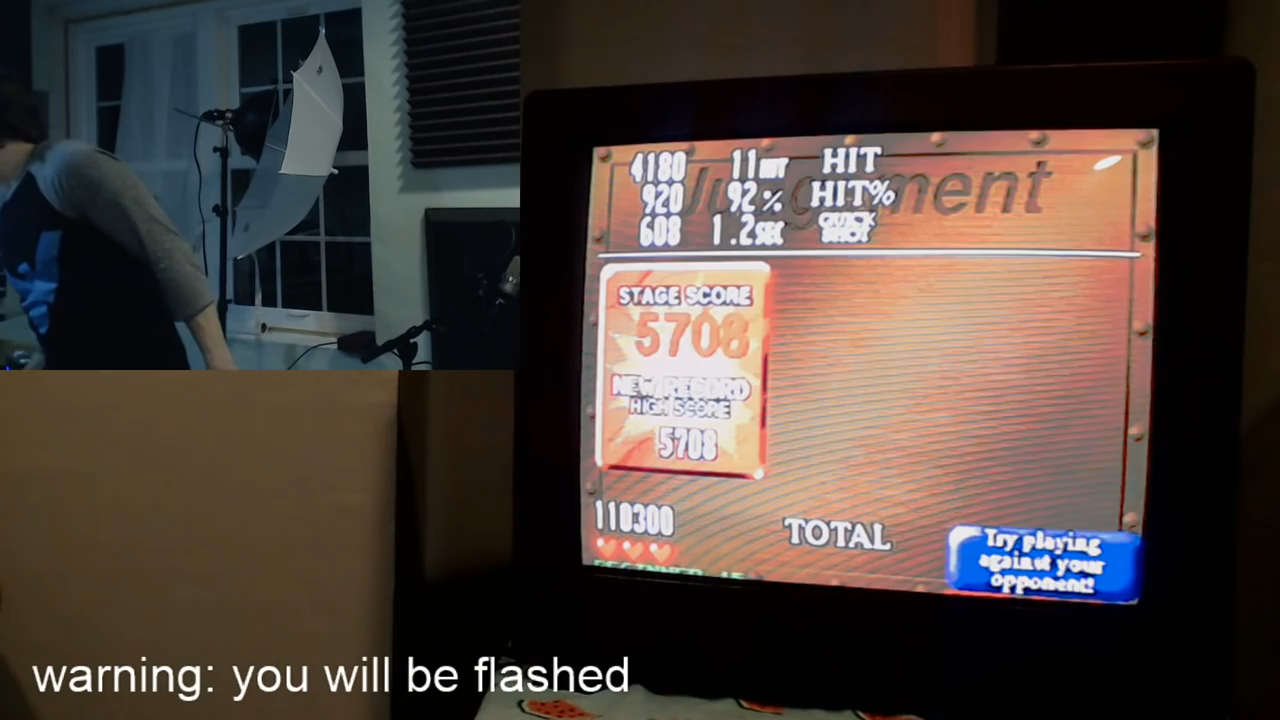 Judgement
4180 11HIT HIT
920 92% HIT%
608 1.2SEC QUICK SHOT
STAGE SCORE
5708
NEW RECORD
HIGH SCORE
5708
110300 TOTAL
Try playing
against your
opponent!
warning: you will be flashed